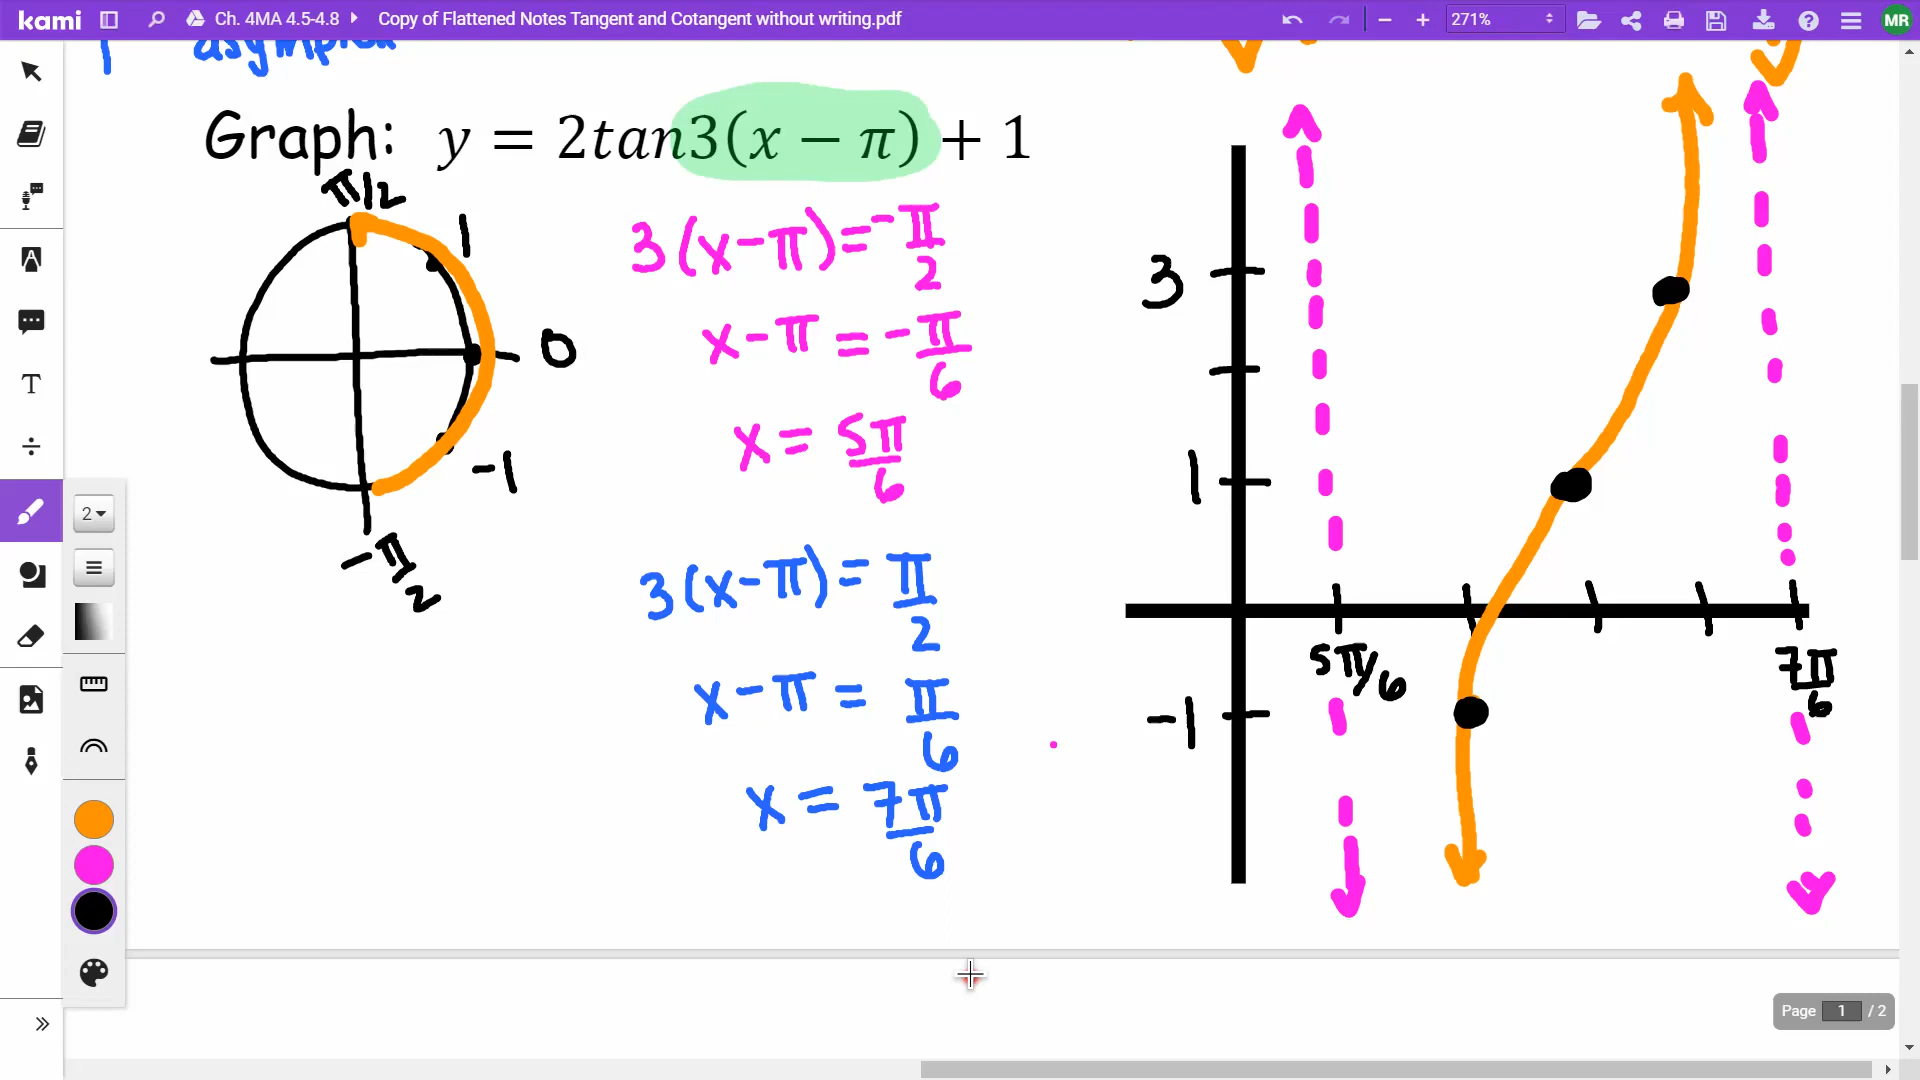 kami Ch. 4MA 4.5-4.8 Copy of Flattened Notes Tangent and Cotangent without writing.pdf 271% MR
Graph: y = 2tan3(x − π) + 1
π/2
1
0
-1
-π/2
3(x-π)=-π/2
x-π=-π/6
x=5π/6
3(x-π)=π/2
x-π=π/6
x=7π/6
3
1
-1
5π/6
7π/6
2
T
Page 1 / 2